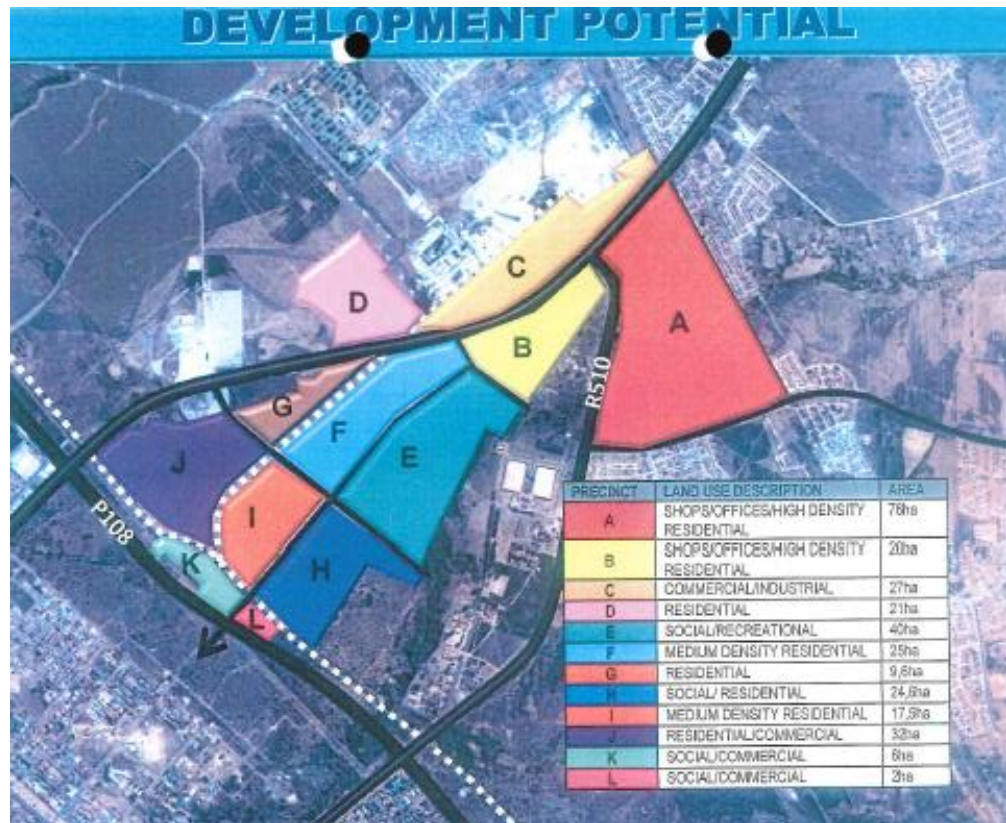 DEVELOPMENT POTENTIAL
C
D
A
B
R510
G
F
E
J
I
P108
K
H
L
PRECINCT LAND USE DESCRIPTION AREA
A SHOPS/OFFICES/HIGH DENSITY RESIDENTIAL 76ha
B SHOPS/OFFICES/HIGH DENSITY RESIDENTIAL 20ha
C COMMERCIAL/INDUSTRIAL 27ha
D RESIDENTIAL 21ha
E SOCIAL/RECREATIONAL 40ha
F MEDIUM DENSITY RESIDENTIAL 25ha
G RESIDENTIAL 9,6ha
H SOCIAL/ RESIDENTIAL 24,6ha
I MEDIUM DENSITY RESIDENTIAL 17,5ha
J RESIDENTIAL/COMMERCIAL 32ha
K SOCIAL/COMMERCIAL 6ha
L SOCIAL/COMMERCIAL 2ha